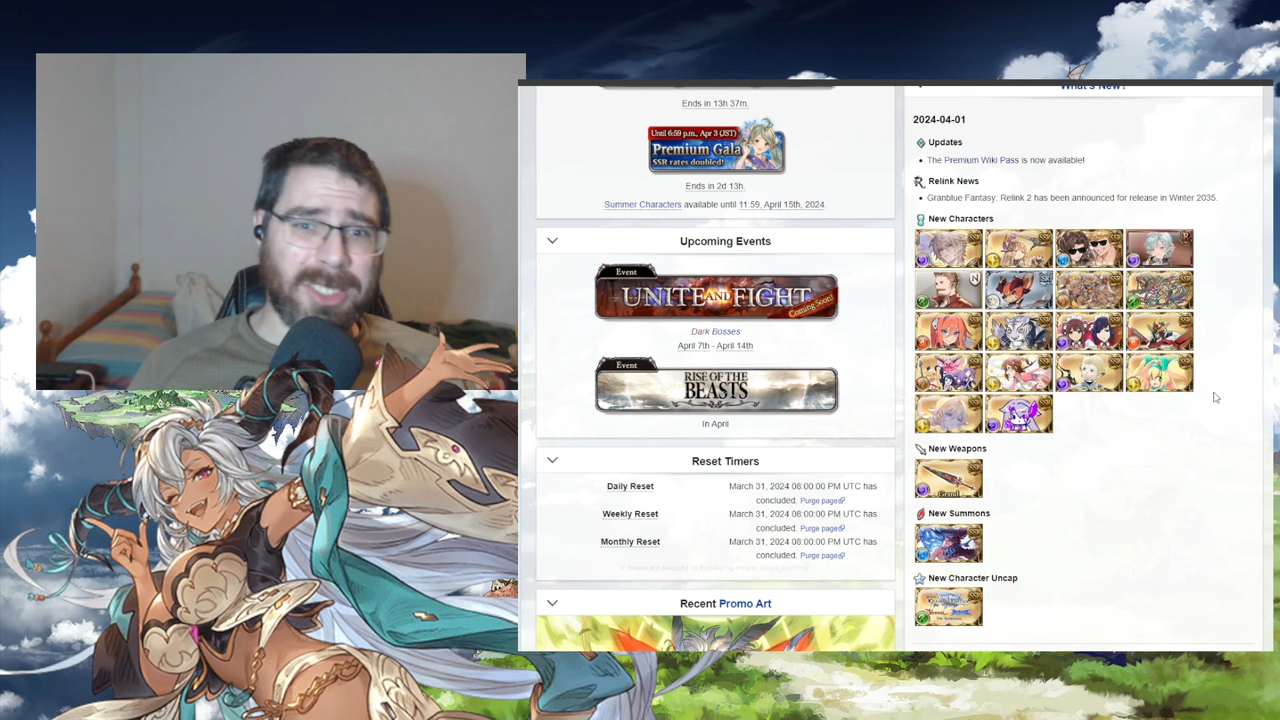 Ends in 13h 37m.
Until 6:59 p.m., Apr 3 (JST)
Premium Gala
SSR rates doubled!
Ends in 2d 13h.
Summer Characters available until 11:59, April 15th, 2024.
Upcoming Events
Event
UNITE AND FIGHT
Coming Soon!
Dark Bosses
April 7th - April 14th
Event
RISE OF THE
BEASTS
In April
Reset Timers
Daily Reset
March 31, 2024 08:00:00 PM UTC has
concluded. Purge page
Weekly Reset
March 31, 2024 08:00:00 PM UTC has
concluded. Purge page
Monthly Reset
March 31, 2024 08:00:00 PM UTC has
concluded. Purge page
Recent Promo Art
What's New?
2024-04-01
Updates
The Premium Wiki Pass is now available!
Relink News
Granblue Fantasy: Relink 2 has been announced for release in Winter 2035.
New Characters
R
N
New Weapons
Grand
New Summons
New Character Uncap